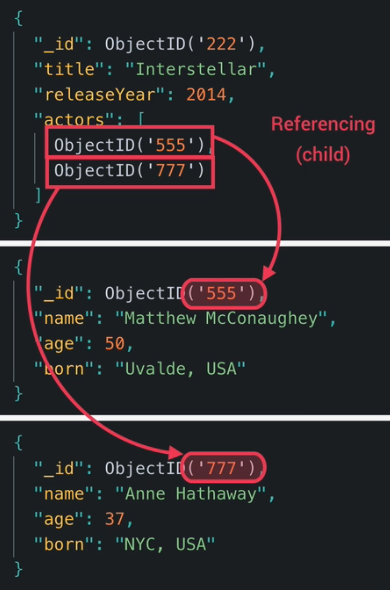 {
"_id": ObjectID('222'),
"title": "Interstellar",
"releaseYear": 2014,
"actors": [
Referencing
(child)
ObjectID('555'),
ObjectID('777')
]
}
{
"_id": ObjectID('555'),
"name": "Matthew McConaughey",
"age": 50,
"born": "Uvalde, USA"
}
{
"_id": ObjectID('777'),
"name": "Anne Hathaway",
"age": 37,
"born": "NYC, USA"
}